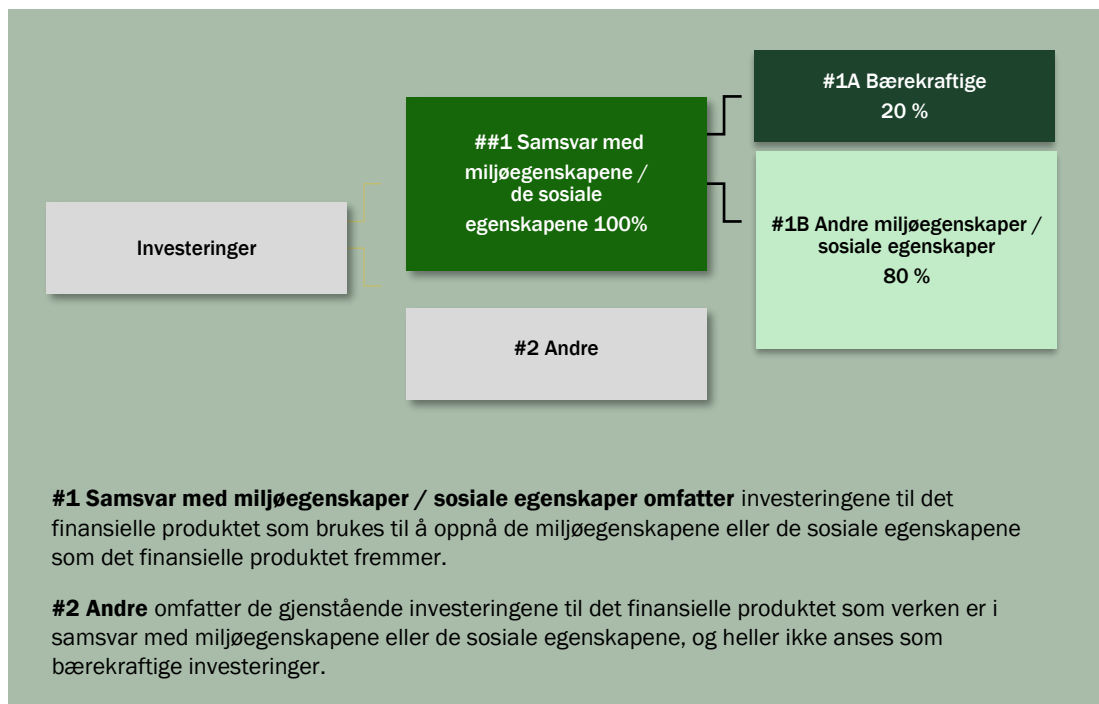 Investeringer
##1 Samsvar med
miljøegenskapene /
de sosiale
egenskapene 100%
#2 Andre
#1A Bærekraftige
20 %
#1B Andre miljøegenskaper /
sosiale egenskaper
80 %
#1 Samsvar med miljøegenskaper / sosiale egenskaper omfatter investeringene til det
finansielle produktet som brukes til å oppnå de miljøegenskapene eller de sosiale egenskapene
som det finansielle produktet fremmer.
#2 Andre omfatter de gjenstående investeringene til det finansielle produktet som verken er i
samsvar med miljøegenskapene eller de sosiale egenskapene, og heller ikke anses som
bærekraftige investeringer.